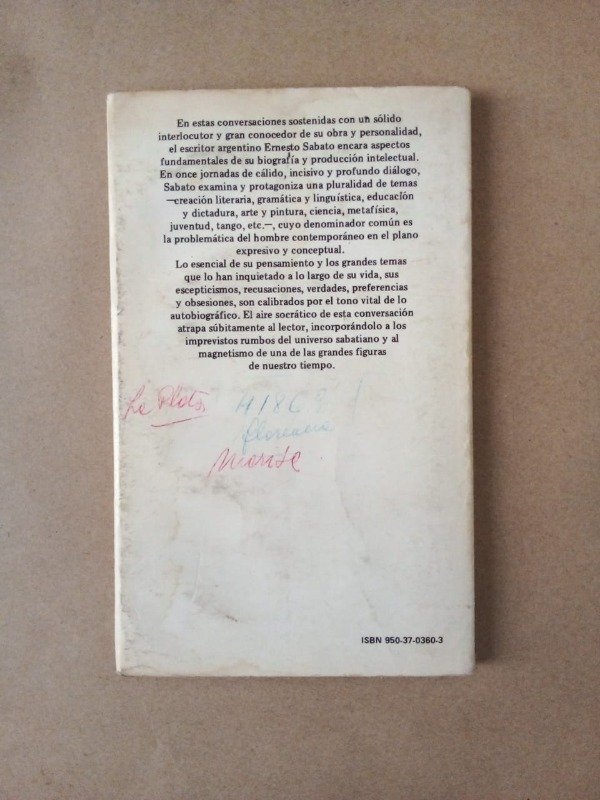 En estas conversaciones sostenidas con un sólido
interlocutor y gran conocedor de su obra y personalidad,
el escritor argentino Ernesto Sabato encara aspectos
fundamentales de su biografía y producción intelectual.
En once jornadas de cálido, incisivo y profundo diálogo,
Sabato examina y protagoniza una pluralidad de temas
—creación literaria, gramática y linguística, educación
y dictadura, arte y pintura, ciencia, metafísica,
juventud, tango, etc.—, cuyo denominador común es
la problemática del hombre contemporáneo en el plano
expresivo y conceptual.
Lo esencial de su pensamiento y los grandes temas
que lo han inquietado a lo largo de su vida, sus
escepticismos, recusaciones, verdades, preferencias
y obsesiones, son calibrados por el tono vital de lo
autobiográfico. El aire socrático de esta conversación
atrapa súbitamente al lector, incorporándolo a los
imprevistos rumbos del universo sabatiano y al
magnetismo de una de las grandes figuras
de nuestro tiempo.
La Plata
ISBN 950-37-0360-3